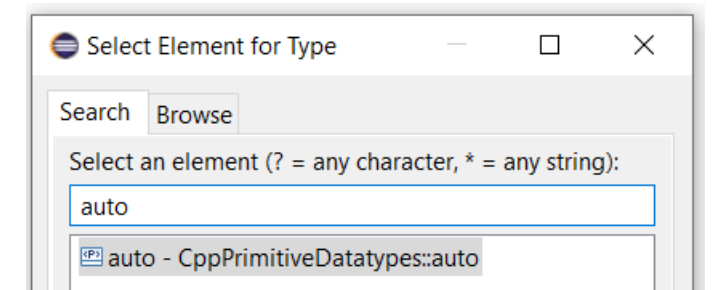 Select Element for Type
Search Browse
Select an element (? = any character, * = any string):
auto
auto - CppPrimitiveDatatypes::auto